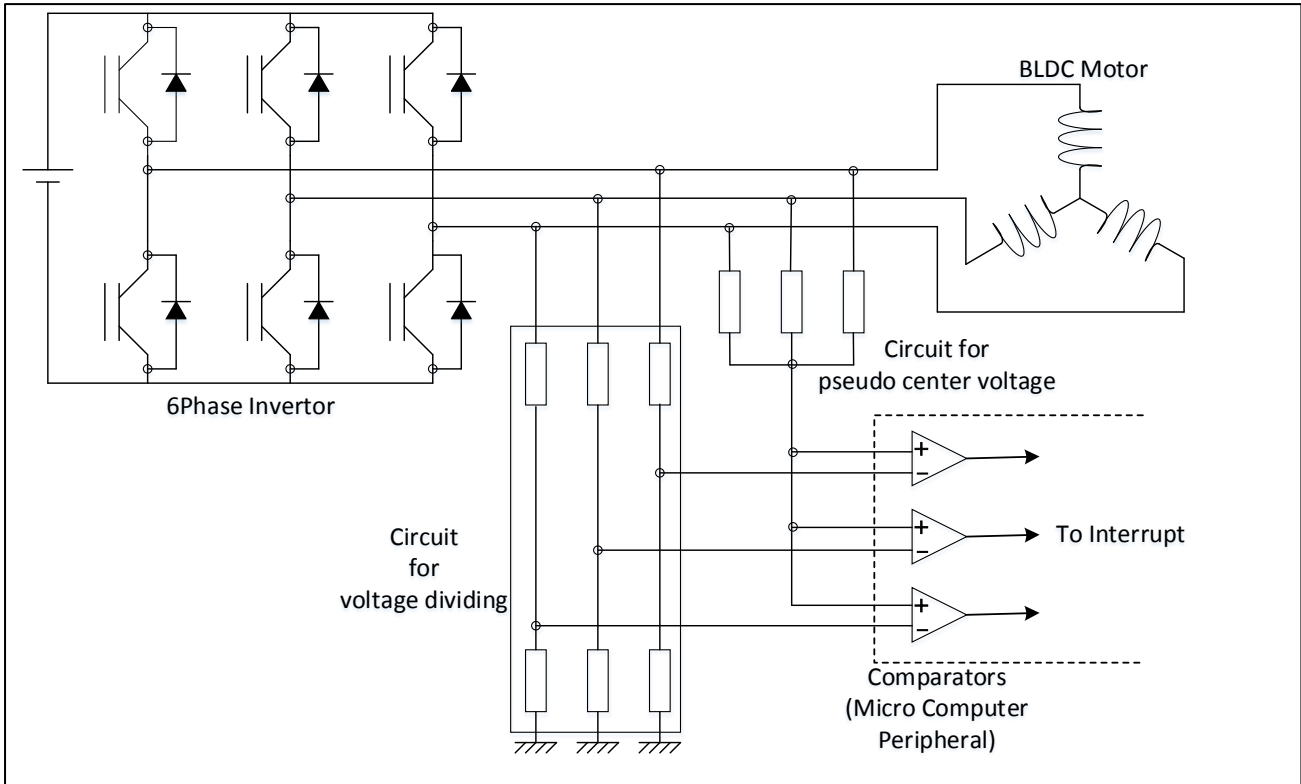 BLDC Motor
6Phase Invertor
Circuit for
pseudo center voltage
+
−
+
−
To Interrupt
+
−
Circuit
for
voltage dividing
Comparators
(Micro Computer
Peripheral)